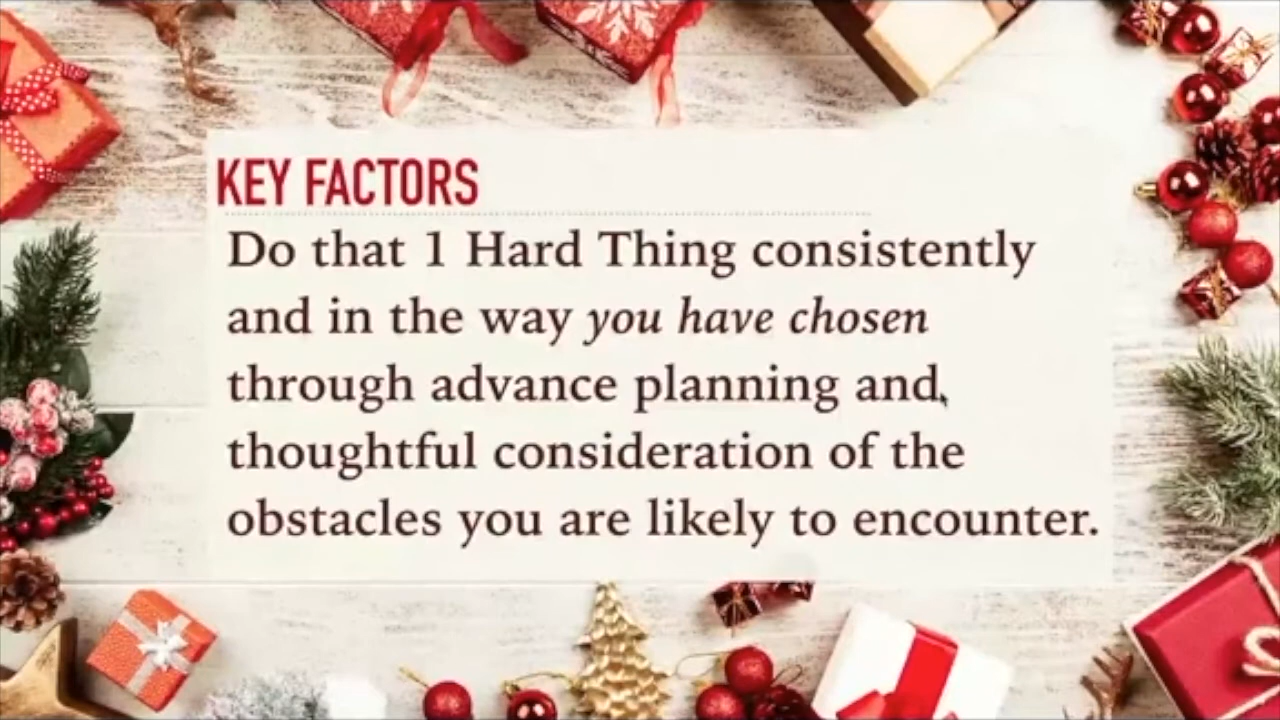 KEY FACTORS
Do that 1 Hard Thing consistently
and in the way you have chosen
through advance planning and
thoughtful consideration of the
obstacles you are likely to encounter.